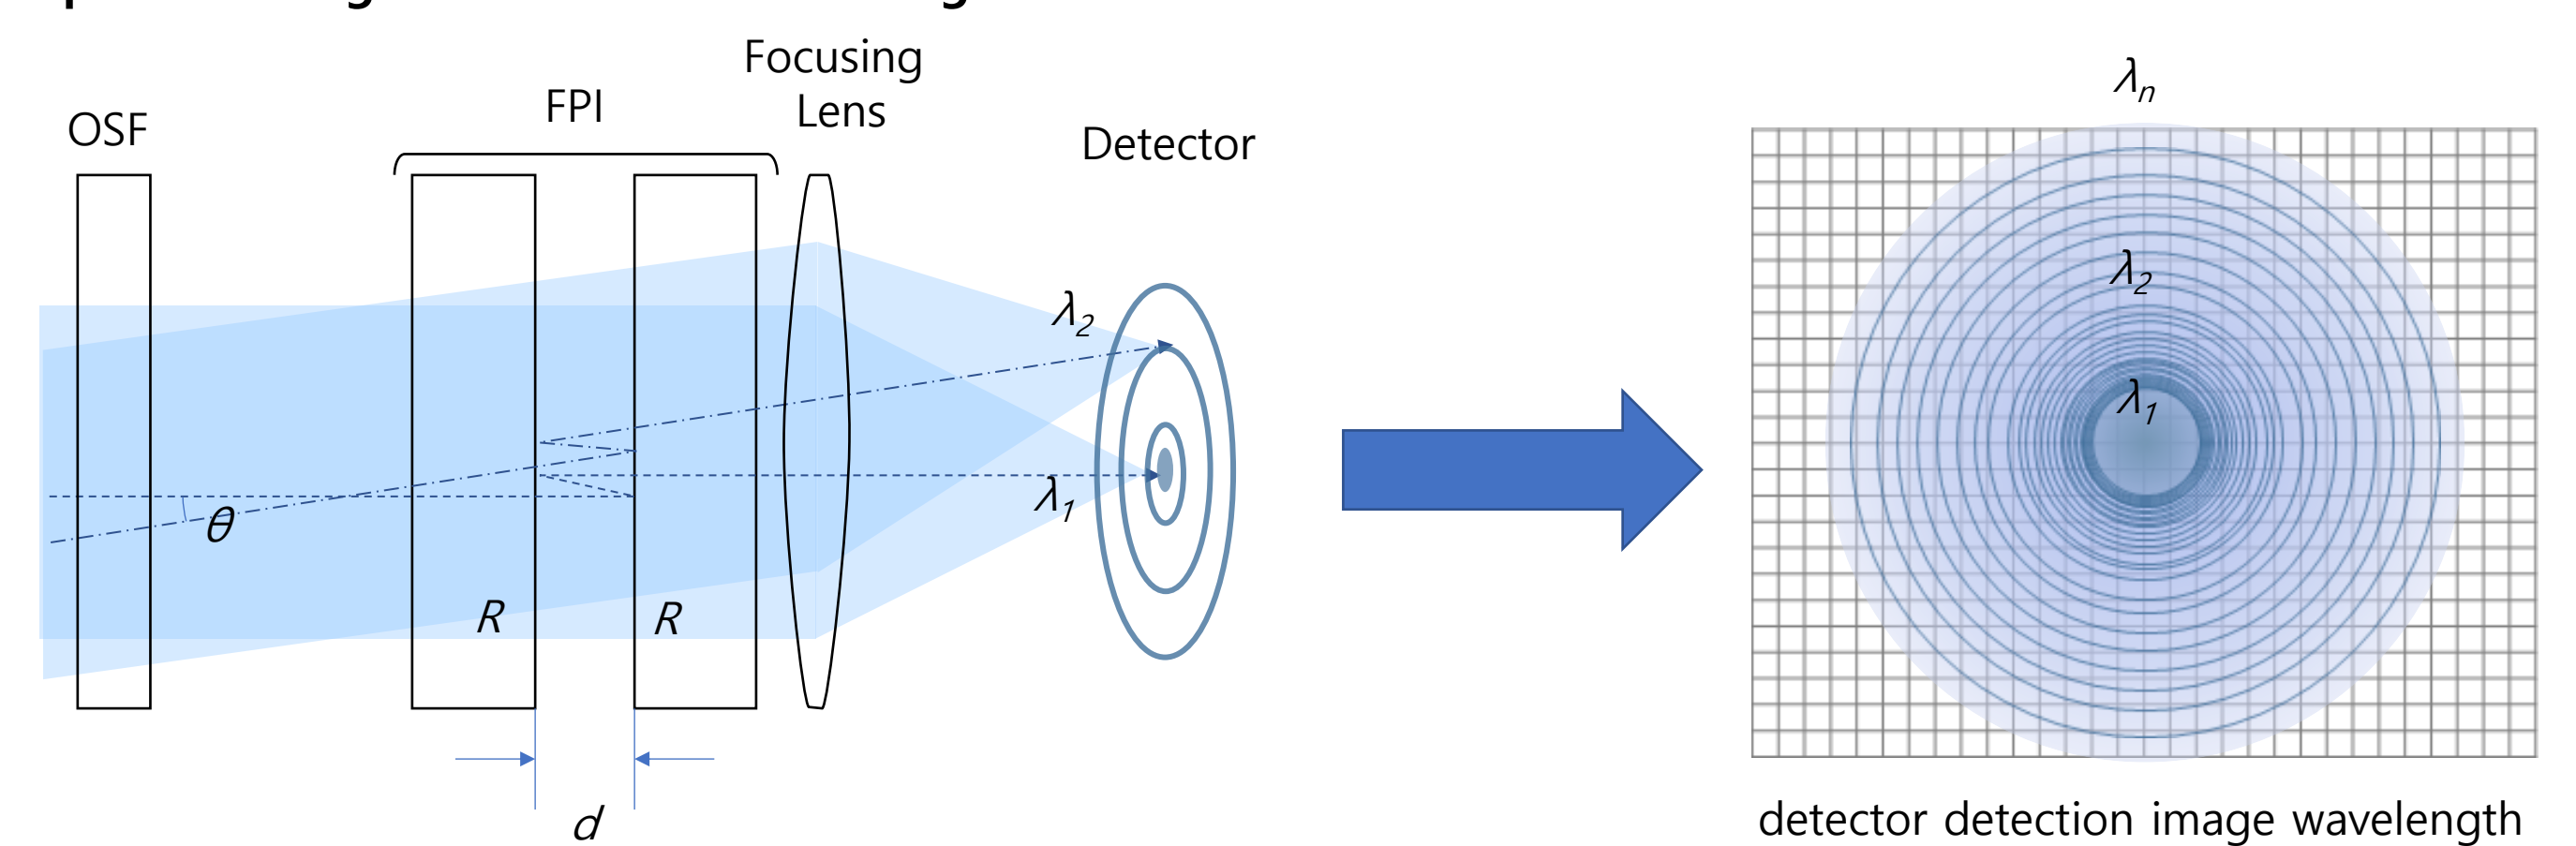 OSF
FPI
Focusing
Lens
Detector
θ
R
R
d
λ2
λ1
λn
λ2
λ1
detector detection image wavelength